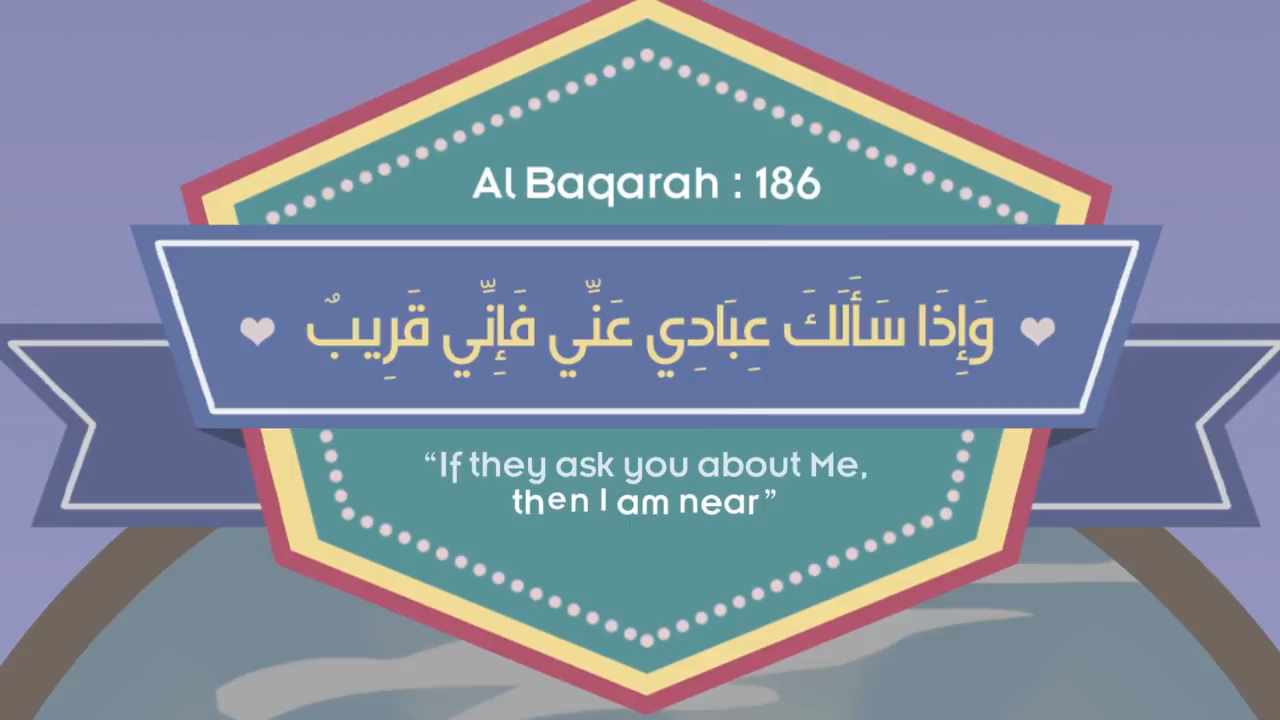 Al Baqarah : 186
وَإِذَا سَأَلَكَ عِبَادِي عَنِّي فَإِنِّي قَرِيبٌ
“If they ask you about Me,
then I am near”